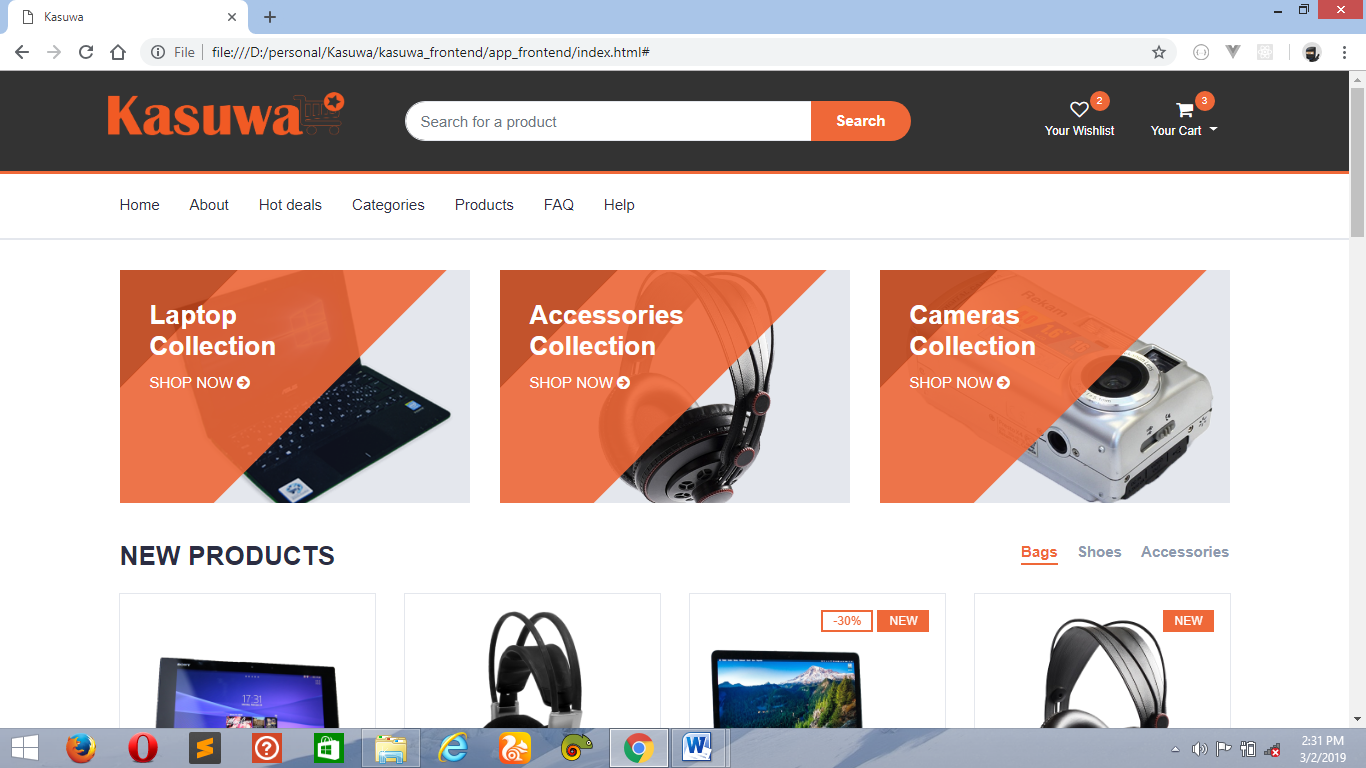 Kasuwa
File
file:///D:/personal/Kasuwa/kasuwa_frontend/app_frontend/index.html#
Kasuwa
Search for a product
Search
2
Your Wishlist
3
Your Cart
Home
About
Hot deals
Categories
Products
FAQ
Help
Laptop
Collection
SHOP NOW
Accessories
Collection
SHOP NOW
Cameras
Collection
SHOP NOW
NEW PRODUCTS
Bags
Shoes
Accessories
-30%
NEW
NEW
17:31
2:31 PM
3/2/2019